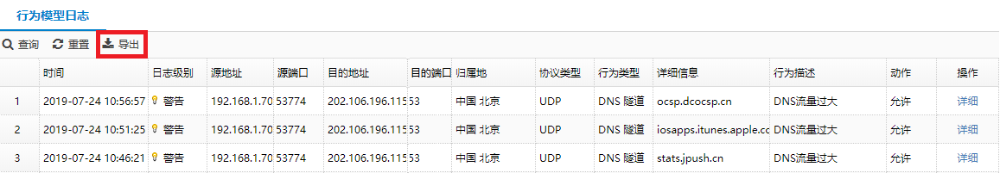 行为模型日志
查询 重置 导出
时间 日志级别 源地址 源端口 目的地址 目的端口 归属地 协议类型 行为类型 详细信息 行为描述 动作 操作
1 2019-07-24 10:56:57 警告 192.168.1.70 53774 202.106.196.115 53 中国 北京 UDP DNS 隧道 ocsp.dcocsp.cn DNS流量过大 允许 详细
2 2019-07-24 10:51:25 警告 192.168.1.70 53774 202.106.196.115 53 中国 北京 UDP DNS 隧道 iosapps.itunes.apple.cc DNS流量过大 允许 详细
3 2019-07-24 10:46:21 警告 192.168.1.70 53774 202.106.196.115 53 中国 北京 UDP DNS 隧道 stats.jpush.cn DNS流量过大 允许 详细